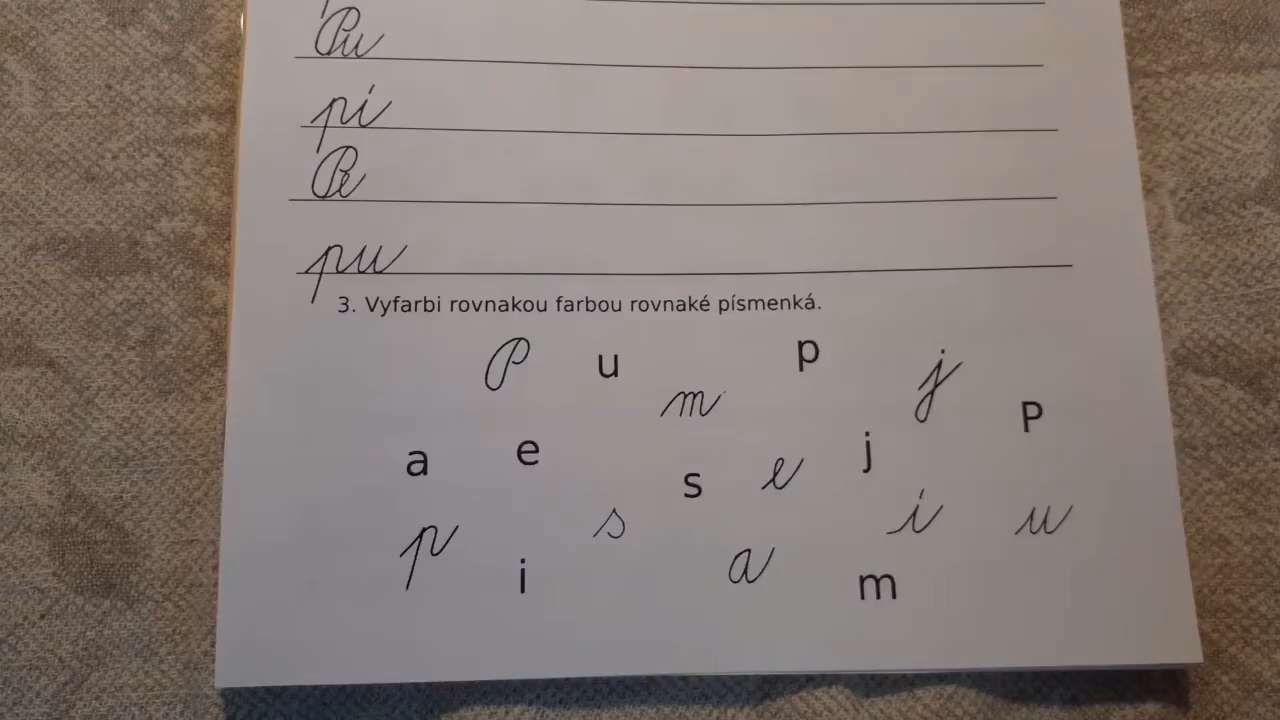 Pu
pi
Pe
pu
3. Vyfarbi rovnakou farbou rovnaké písmenká.
P u p j
m P
a e s e j
p s i u
i a m